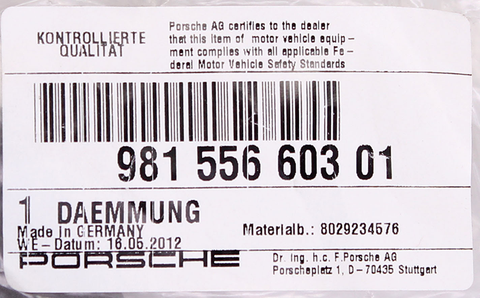 KONTROLLIERTE
QUALITÄT
Porsche AG certifies to the dealer
that this item of motor vehicle equip–
ment complies with all applicable Fe–
deral Motor Vehicle Safety Standards
981 556 603 01
1 DAEMMUNG
Made in GERMANY
Materialb.: 8029234576
WE-Datum: 16.06.2012
PORSCHE
Dr. Ing. h.c. F.Porsche AG
Porscheplatz 1, D-70435 Stuttgart